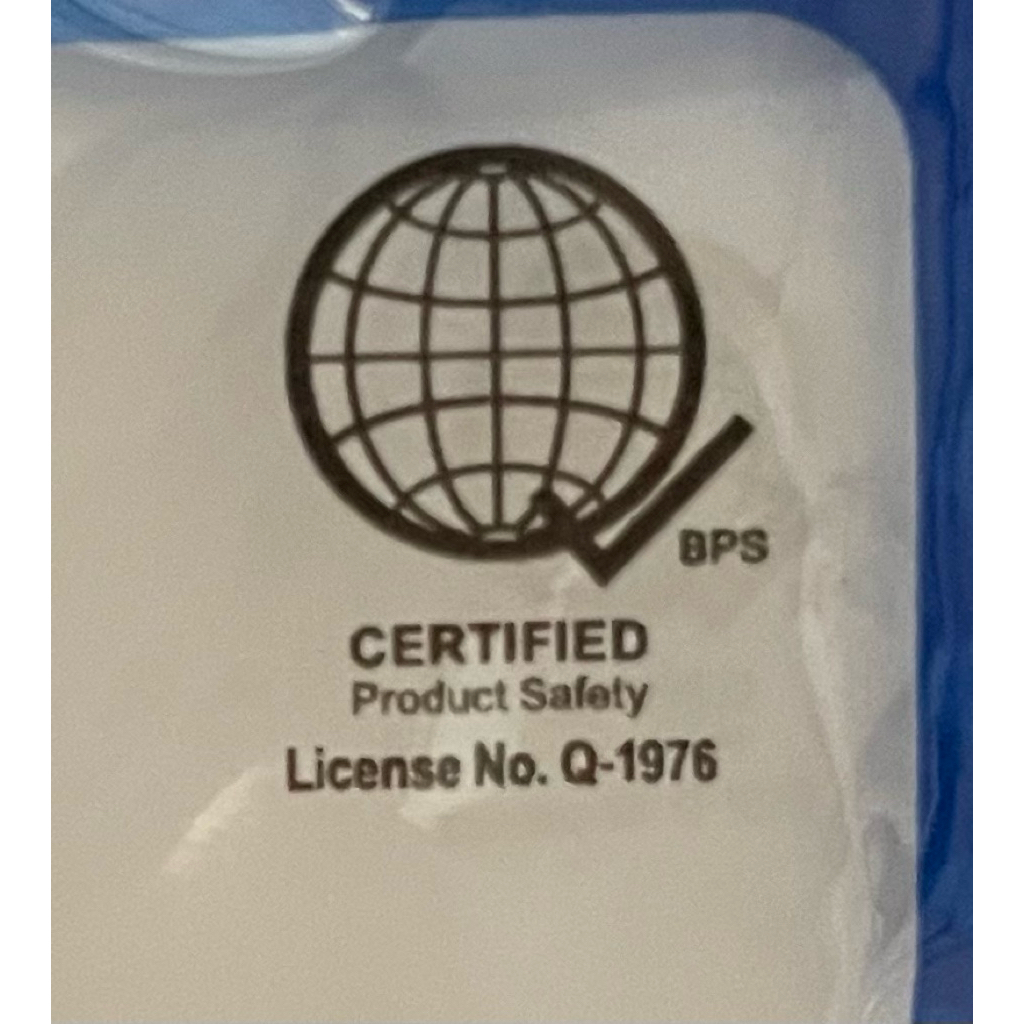 BPS
CERTIFIED
Product Safety
License No. Q-1976